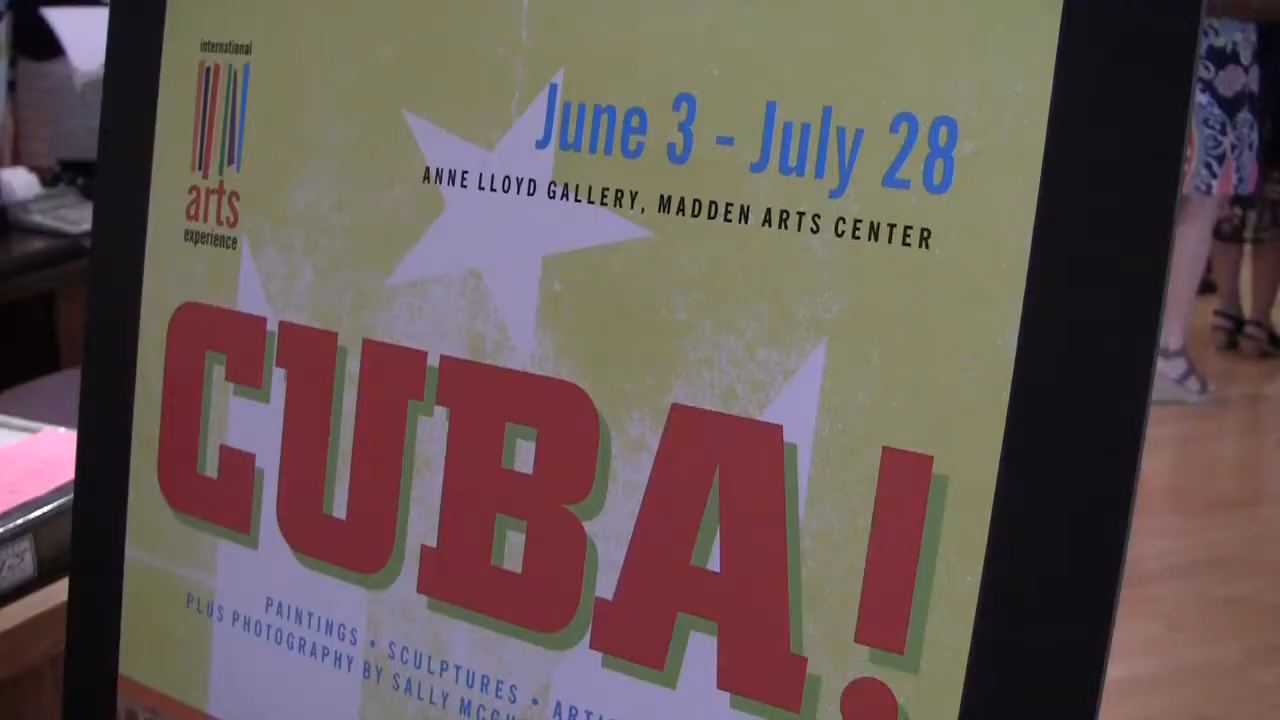 international
arts
experience
June 3 - July 28
ANNE LLOYD GALLERY, MADDEN ARTS CENTER
CUBA!
PAINTINGS • SCULPTURES •
PLUS PHOTOGRAPHY BY SALLY